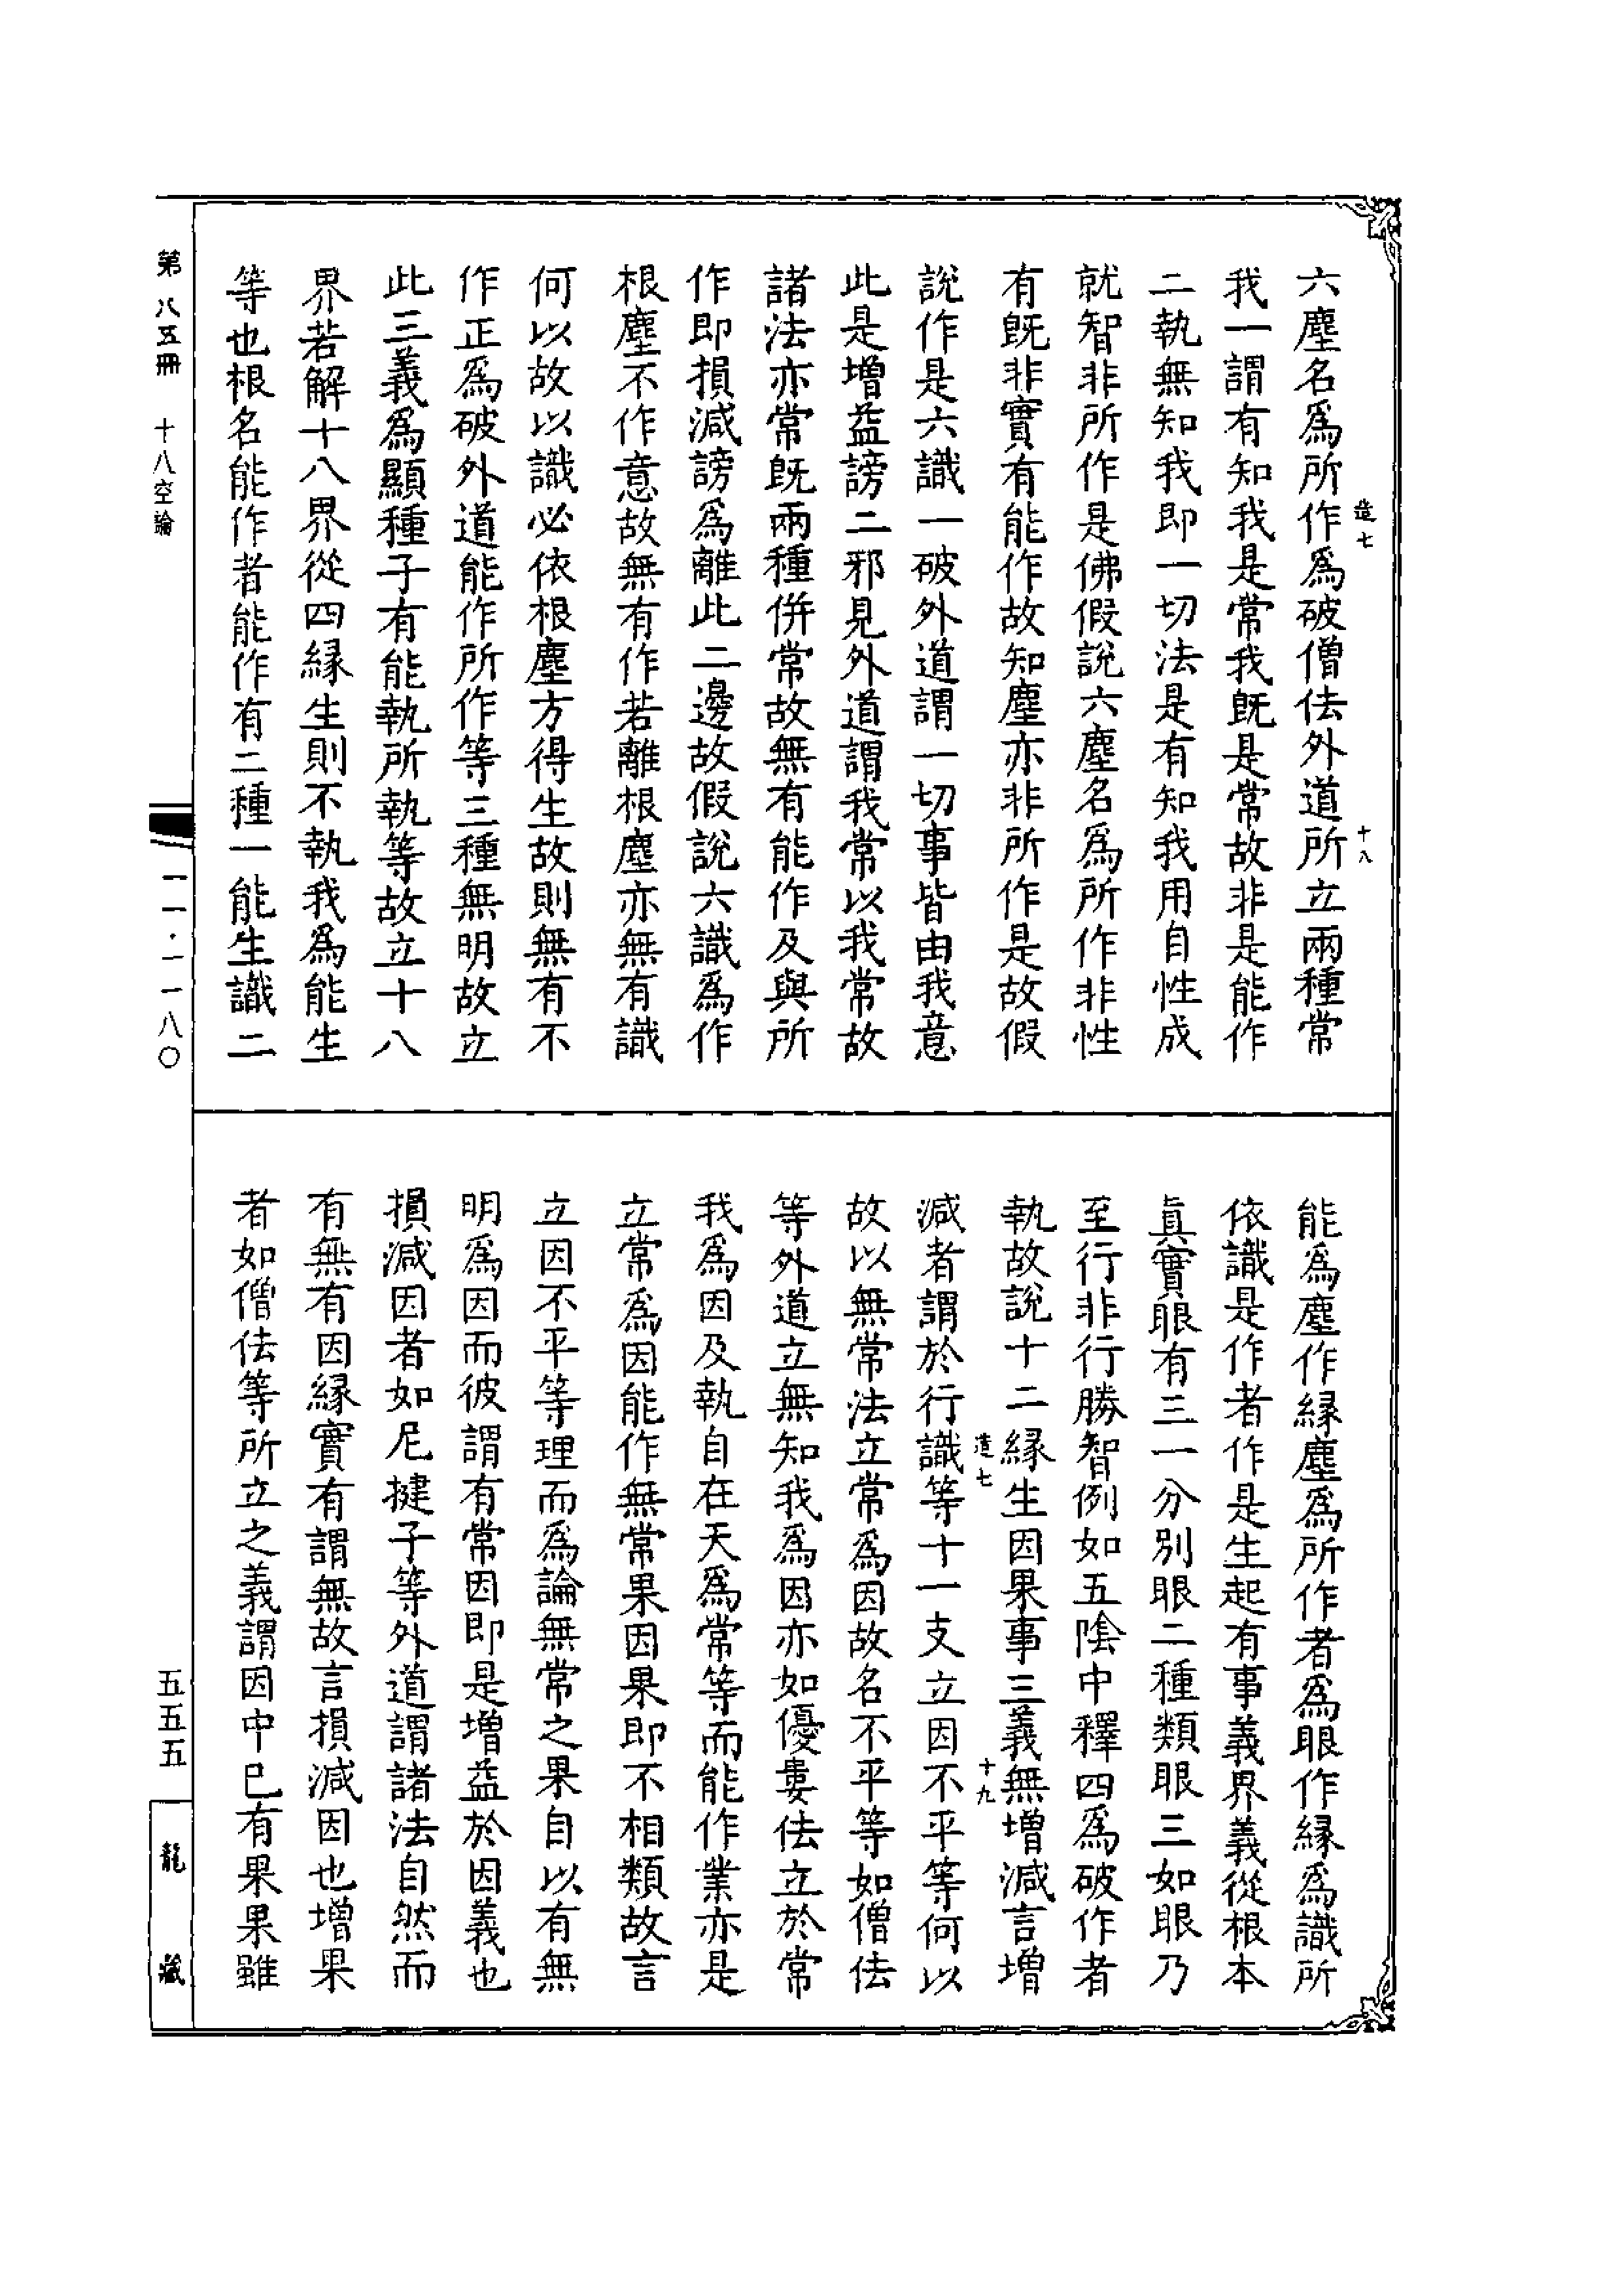 造七
十八
六塵名爲所作爲破僧佉外道所立兩種常
我一謂有知我是常我既是常故非是能作
二執無知我即一切法是有知我用自性成
就智非所作是佛假說六塵名爲所作非性
有既非實有能作故知塵亦非所作是故假
說作是六識一破外道謂一切事皆由我意
此是增益謗二邪見外道謂我常以我常故
諸法亦常既兩種併常故無有能作及與所
作即損減謗爲離此二邊故假說六識爲作
根塵不作意故無有作若離根塵亦無有識
何以故以識必依根塵方得生故則無有不
作正爲破外道能作所作等三種無明故立
此三義爲顯種子有能執所執等故立十八
界若解十八界從四緣生則不執我爲能生
等也根名能作者能作有二種一能生識二
能爲塵作緣塵爲所作者爲眼作緣爲識所
依識是作者作是生起有事義界義從根本
真實眼有三一分別眼二種類眼三如眼乃
至行非行勝智例如五陰中釋四爲破作者
執故說十二緣生因果事三義無增減言增
造七
十九
減者謂於行識等十一支立因不平等何以
故以無常法立常爲因故名不平等如僧佉
等外道立無知我爲因亦如優婁佉立於常
我爲因及執自在天爲常等而能作業亦是
立常爲因能作無常果因果即不相類故言
立因不平等理而爲論無常之果自以有無
明爲因而彼謂有常因即是增益於因義也
損減因者如尼揵子等外道謂諸法自然而
有無有因緣實有謂無故言損減因也增果
者如僧佉等所立之義謂因中已有果果雖
第八五冊 十八空論
一一·一一八〇
五五五
龍藏